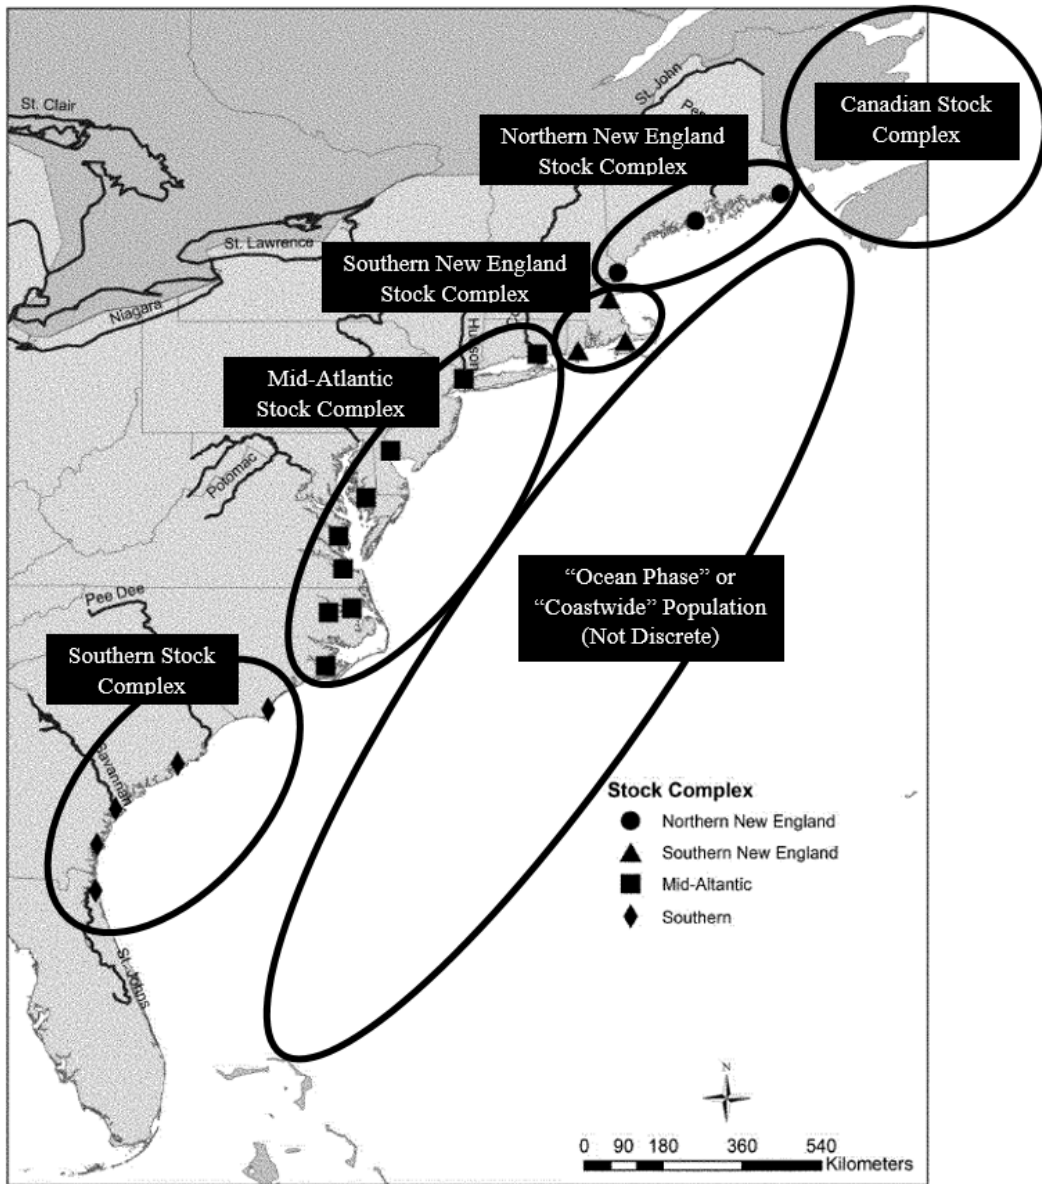 St. Clair
St. John
Pe
Canadian Stock
Complex
Northern New England
Stock Complex
St. Lawrence
Southern New England
Stock Complex
Niagara
Hudson
Co
Mid-Atlantic
Stock Complex
Potomac
"Ocean Phase" or
"Coastwide" Population
(Not Discrete)
Pee Dee
Southern Stock
Complex
Savannah
Stock Complex
Northern New England
Southern New England
Mid-Altantic
Southern
St. Johns
N
0 90 180 360 540
Kilometers